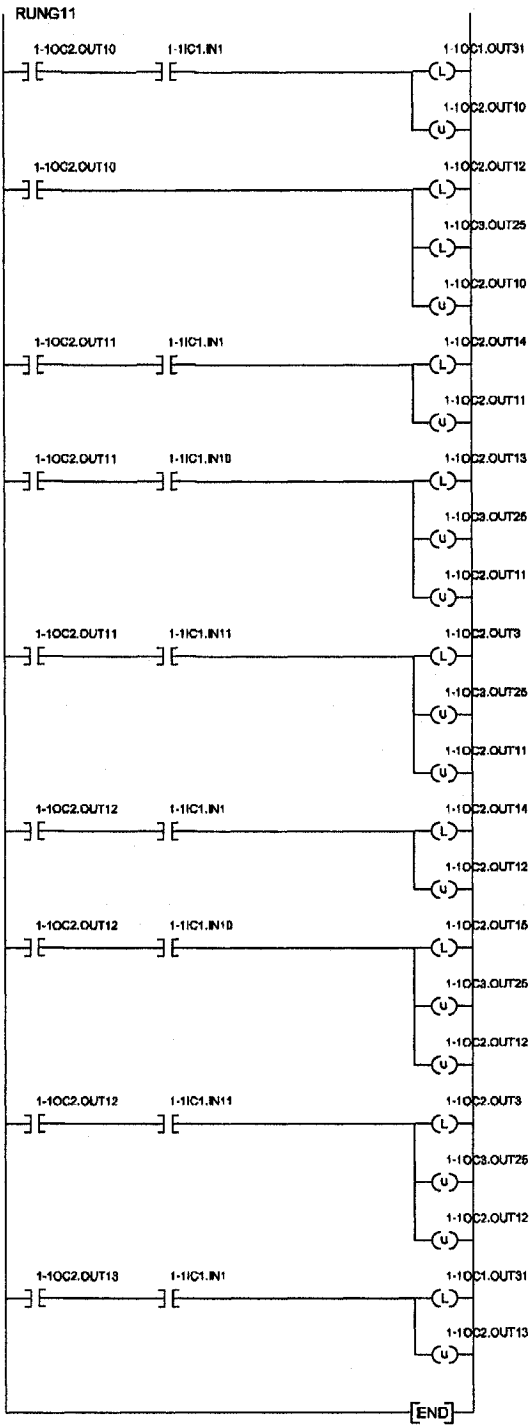 RUNG11
1-1OC2.OUT10 1-1IC1.IN1 1-1OC1.OUT31
L
1-1OC2.OUT10
U
1-1OC2.OUT10 1-1OC2.OUT12
L
1-1OC3.OUT25
L
1-1OC2.OUT10
U
1-1OC2.OUT11 1-1IC1.IN1 1-1OC2.OUT14
L
1-1OC2.OUT11
U
1-1OC2.OUT11 1-1IC1.IN10 1-1OC2.OUT13
L
1-1OC3.OUT25
U
1-1OC2.OUT11
U
1-1OC2.OUT11 1-1IC1.IN11 1-1OC2.OUT3
L
1-1OC3.OUT25
U
1-1OC2.OUT11
U
1-1OC2.OUT12 1-1IC1.IN1 1-1OC2.OUT14
L
1-1OC2.OUT12
U
1-1OC2.OUT12 1-1IC1.IN10 1-1OC2.OUT15
L
1-1OC3.OUT25
U
1-1OC2.OUT12
U
1-1OC2.OUT12 1-1IC1.IN11 1-1OC2.OUT3
L
1-1OC3.OUT25
U
1-1OC2.OUT12
U
1-1OC2.OUT13 1-1IC1.IN1 1-1OC1.OUT31
L
1-1OC2.OUT13
U
[END]